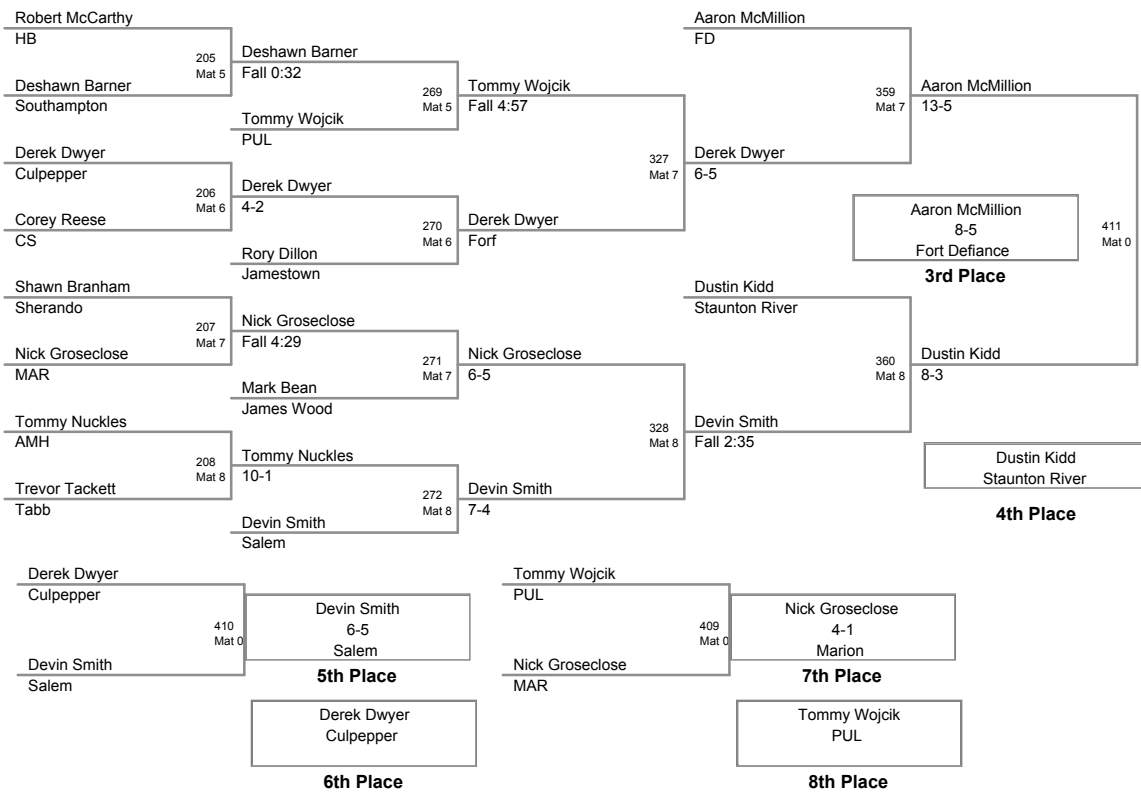 Robert McCarthy
HB
205
Mat 5
Deshawn Barner
Southampton
Deshawn Barner
Fall 0:32
269
Mat 5
Tommy Wojcik
PUL
Tommy Wojcik
Fall 4:57
Derek Dwyer
Culpepper
206
Mat 6
Corey Reese
CS
Derek Dwyer
4-2
270
Mat 6
Rory Dillon
Jamestown
Derek Dwyer
Forf
327
Mat 7
Derek Dwyer
6-5
Aaron McMillion
FD
359
Mat 7
Aaron McMillion
13-5
Aaron McMillion
8-5
Fort Defiance
3rd Place
411
Mat 0
Shawn Branham
Sherando
207
Mat 7
Nick Groseclose
MAR
Nick Groseclose
Fall 4:29
271
Mat 7
Mark Bean
James Wood
Nick Groseclose
6-5
Tommy Nuckles
AMH
208
Mat 8
Trevor Tackett
Tabb
Tommy Nuckles
10-1
272
Mat 8
Devin Smith
Salem
Devin Smith
7-4
328
Mat 8
Devin Smith
Fall 2:35
Dustin Kidd
Staunton River
360
Mat 8
Dustin Kidd
8-3
Dustin Kidd
Staunton River
4th Place
Derek Dwyer
Culpepper
410
Mat 0
Devin Smith
Salem
Devin Smith
6-5
Salem
5th Place
Derek Dwyer
Culpepper
6th Place
Tommy Wojcik
PUL
409
Mat 0
Nick Groseclose
MAR
Nick Groseclose
4-1
Marion
7th Place
Tommy Wojcik
PUL
8th Place